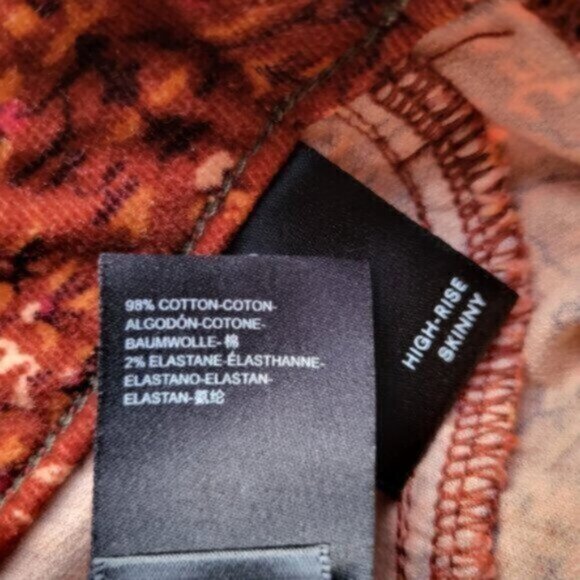 98% COTTON-COTON-
ALGODÓN-COTONE-
BAUMWOLLE-棉
2% ELASTANE-ÉLASTHANNE-
ELASTANO-ELASTAN-
ELASTAN-氨纶
HIGH-RISE
SKINNY